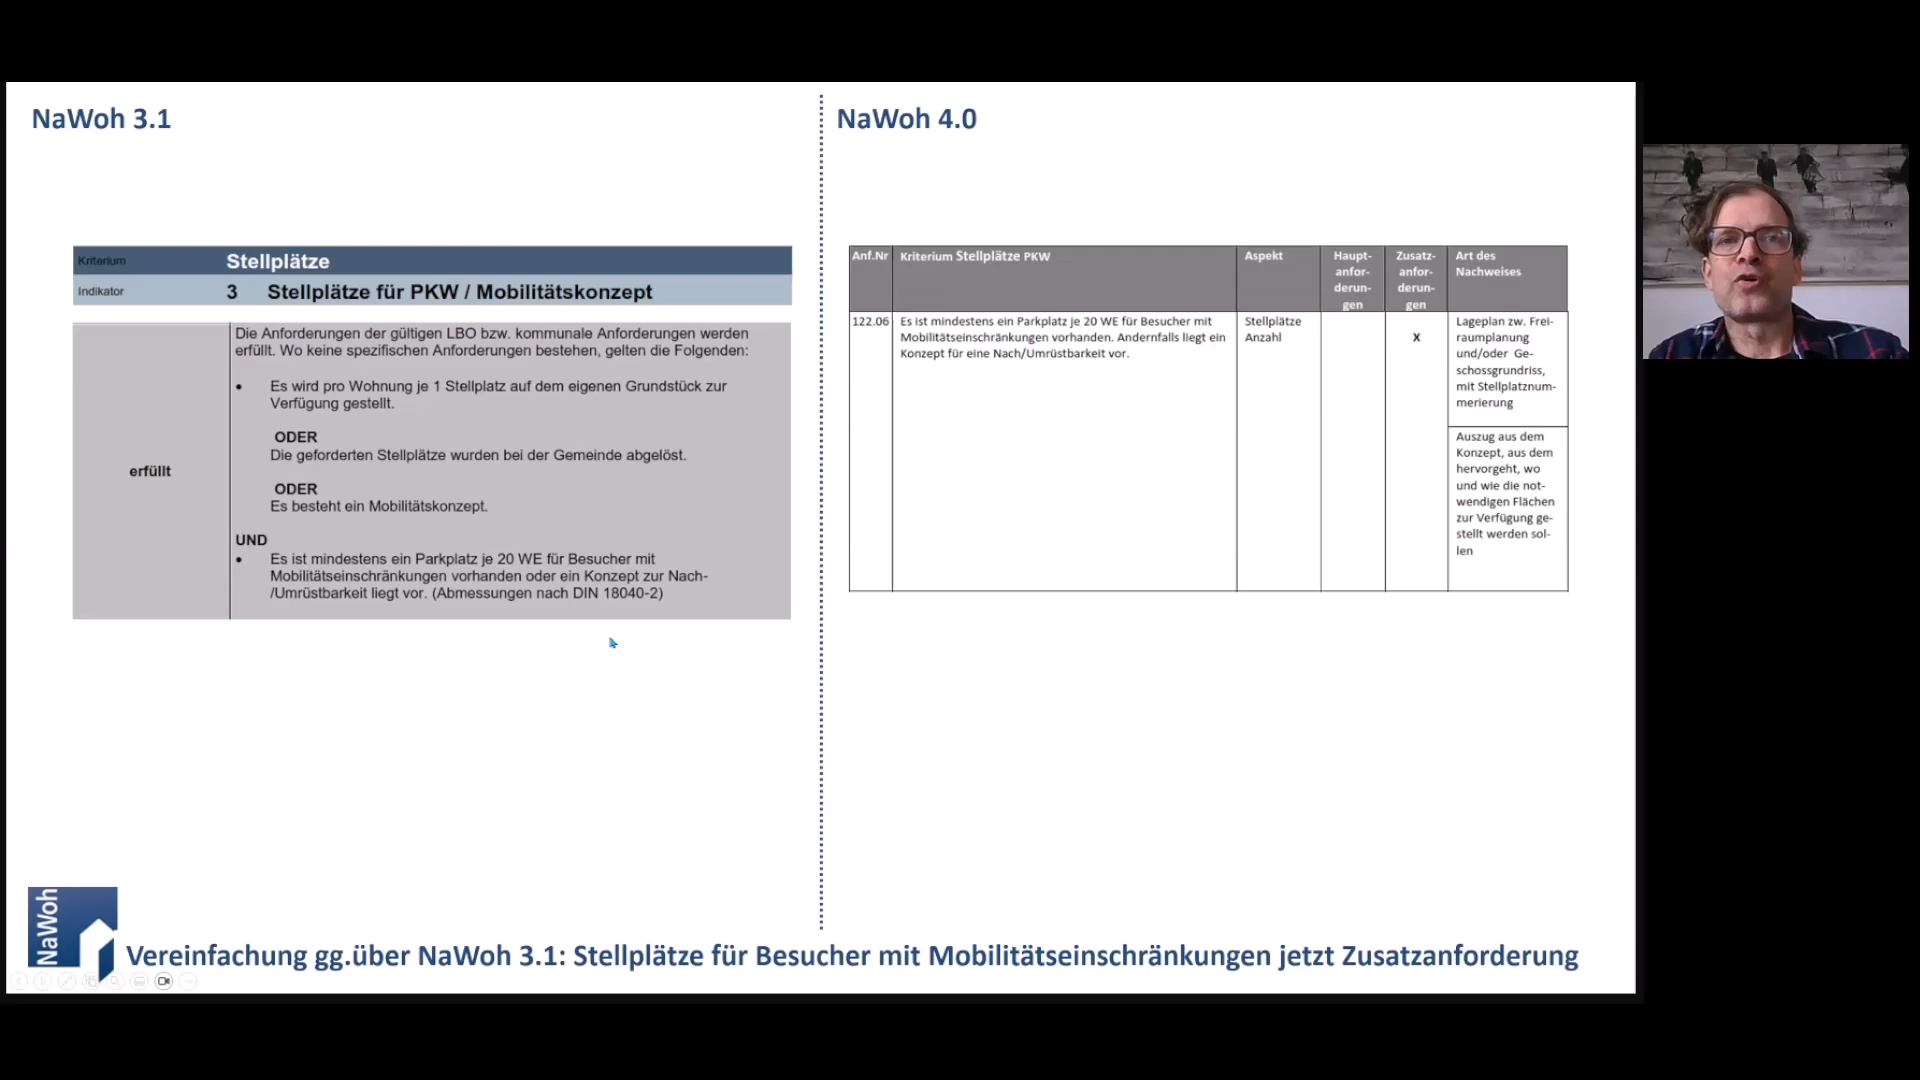 NaWoh 3.1
Kriterium Stellplätze
Indikator 3 Stellplätze für PKW / Mobilitätskonzept
erfüllt
Die Anforderungen der gültigen LBO bzw. kommunale Anforderungen werden
erfüllt. Wo keine spezifischen Anforderungen bestehen, gelten die Folgenden:
• Es wird pro Wohnung je 1 Stellplatz auf dem eigenen Grundstück zur
Verfügung gestellt.
ODER
Die geforderten Stellplätze wurden bei der Gemeinde abgelöst.
ODER
Es besteht ein Mobilitätskonzept.
UND
• Es ist mindestens ein Parkplatz je 20 WE für Besucher mit
Mobilitätseinschränkungen vorhanden oder ein Konzept zur Nach-
/Umrüstbarkeit liegt vor. (Abmessungen nach DIN 18040-2)
NaWoh 4.0
Anf.Nr
Kriterium Stellplätze PKW
Aspekt
Haupt-
anfor-
derun-
gen
Zusatz-
anfor-
derun-
gen
Art des
Nachweises
122.06
Es ist mindestens ein Parkplatz je 20 WE für Besucher mit
Mobilitätseinschränkungen vorhanden. Andernfalls liegt ein
Konzept für eine Nach/Umrüstbarkeit vor.
Stellplätze
Anzahl
X
Lageplan zw. Frei-
raumplanung
und/oder Ge-
schossgrundriss,
mit Stellplatznum-
merierung
Auszug aus dem
Konzept, aus dem
hervorgeht, wo
und wie die not-
wendigen Flächen
zur Verfügung ge-
stellt werden sol-
len
NaWoh
Vereinfachung gg.über NaWoh 3.1: Stellplätze für Besucher mit Mobilitätseinschränkungen jetzt Zusatzanforderung